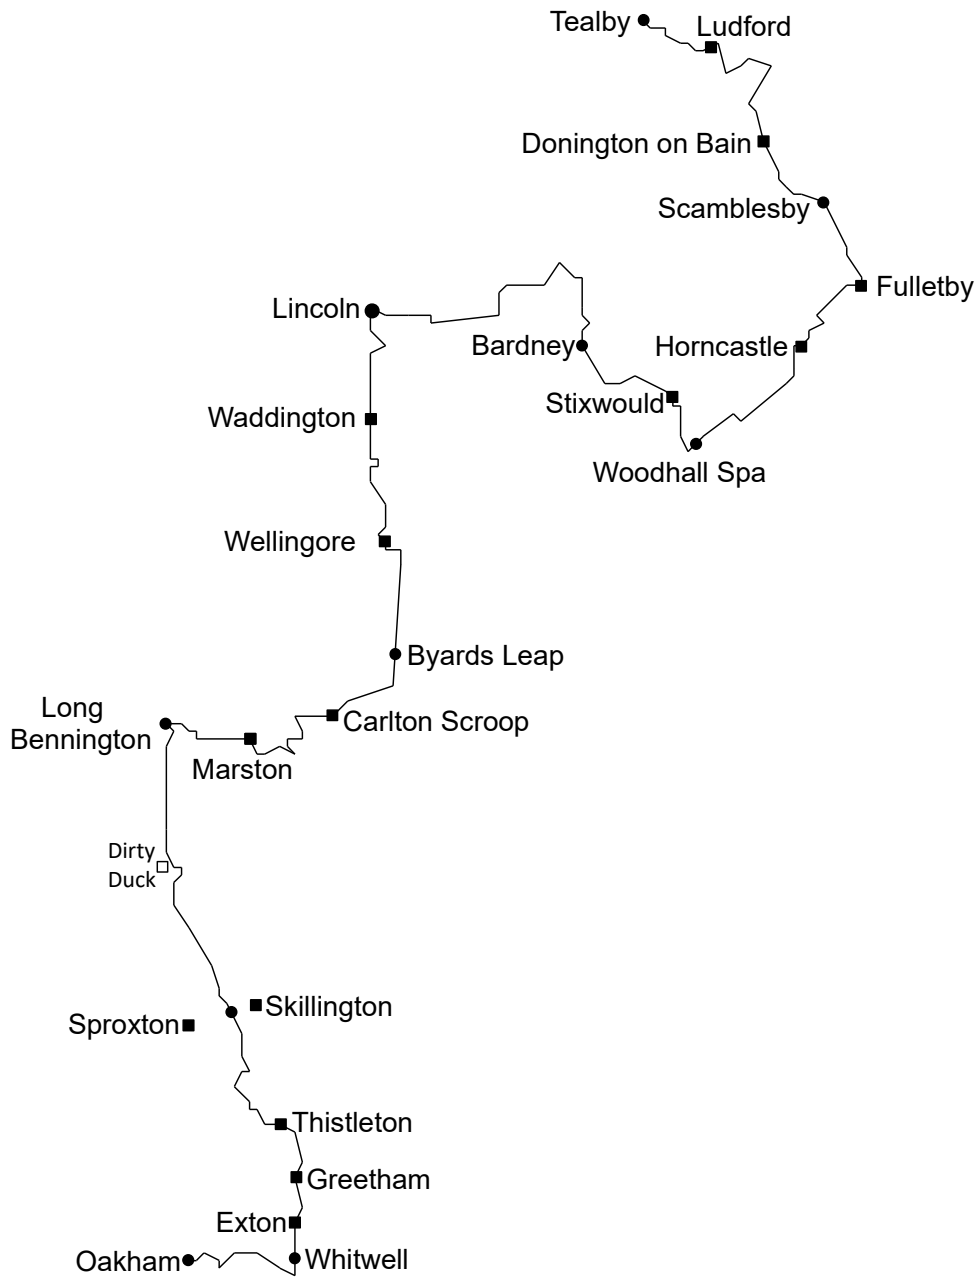 Tealby
Ludford
Donington on Bain
Scamblesby
Fulletby
Lincoln
Bardney
Horncastle
Stixwould
Waddington
Woodhall Spa
Wellingore
Byards Leap
Long
Bennington
Carlton Scroop
Marston
Dirty
Duck
Skillington
Sproxton
Thistleton
Greetham
Exton
Oakham
Whitwell